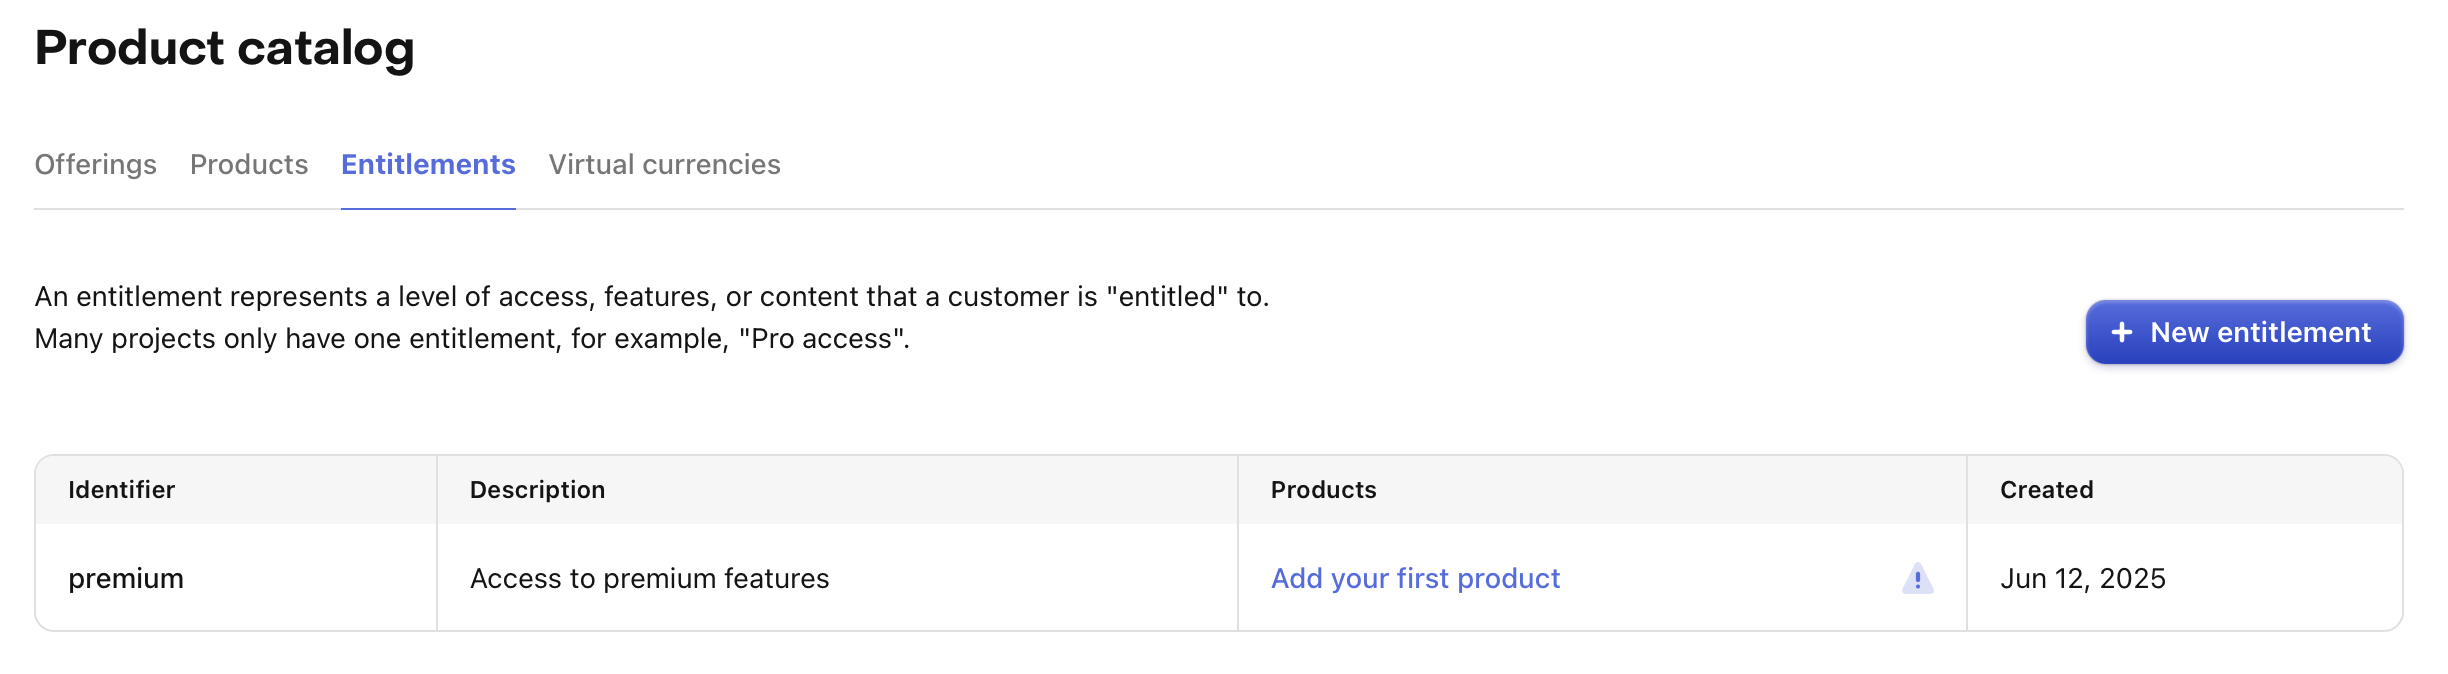 Product catalog
Offerings Products Entitlements Virtual currencies
An entitlement represents a level of access, features, or content that a customer is "entitled" to.
Many projects only have one entitlement, for example, "Pro access".
+ New entitlement
Identifier Description Products Created
premium Access to premium features Add your first product Jun 12, 2025